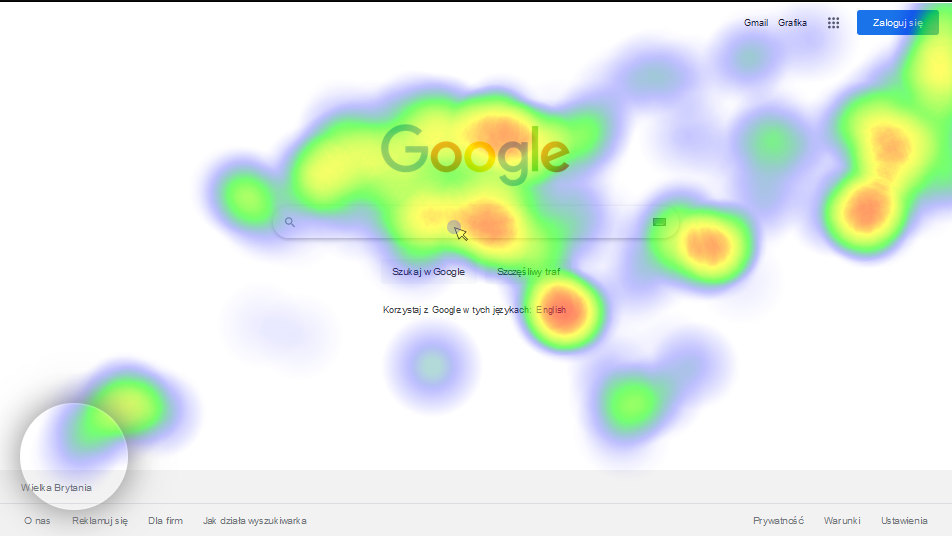 Gmail Grafika Zaloguj się
Google
Szukaj w Google Szczęśliwy traf
Korzystaj z Google w tych językach: English
Wielka Brytania
O nas Reklamuj się Dla firm Jak działa wyszukiwarka Prywatność Warunki Ustawienia